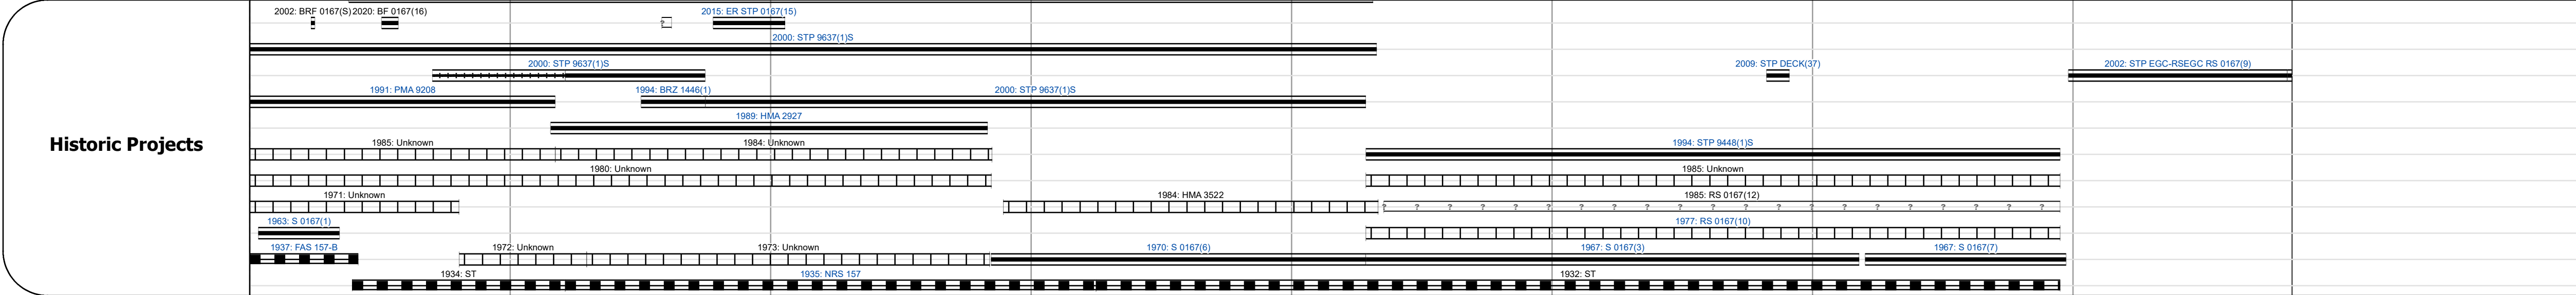 2002: BRF 0167(S) 2020: BF 0167(16) 2015: ER STP 0167(15)
?
2000: STP 9637(1)S
2000: STP 9637(1)S 2009: STP DECK(37) 2002: STP EGC-RSEGC RS 0167(9)
1991: PMA 9208 1994: BRZ 1446(1) 2000: STP 9637(1)S
1989: HMA 2927
Historic Projects
1985: Unknown 1984: Unknown 1994: STP 9448(1)S
1980: Unknown 1985: Unknown
1971: Unknown 1984: HMA 3522 1985: RS 0167(12)
? ? ? ? ? ? ? ? ? ? ? ? ? ? ? ? ? ? ? ? ?
1963: S 0167(1) 1977: RS 0167(10)
1937: FAS 157-B 1972: Unknown 1973: Unknown 1970: S 0167(6) 1967: S 0167(3) 1967: S 0167(7)
1934: ST 1935: NRS 157 1932: ST